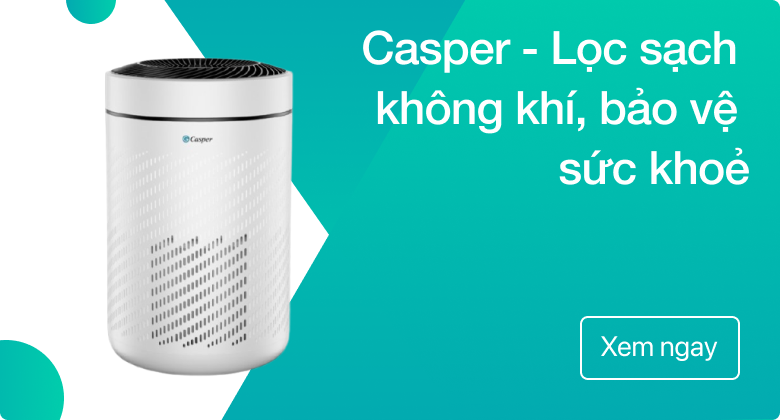 Casper - Lọc sạch
không khí, bảo vệ
sức khoẻ
Casper
Xem ngay